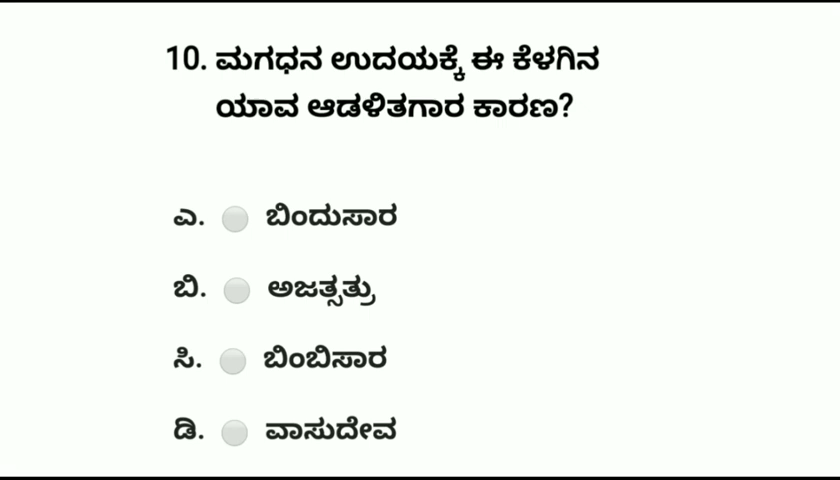 10. ಮಗಧನ ಉದಯಕ್ಕೆ ಈ ಕೆಳಗಿನ
ಯಾವ ಆಡಳಿತಗಾರ ಕಾರಣ?
ಎ. ಬಿಂದುಸಾರ
ಬಿ. ಅಜತ್ಸತ್ರು
ಸಿ. ಬಿಂಬಿಸಾರ
ಡಿ. ವಾಸುದೇವ